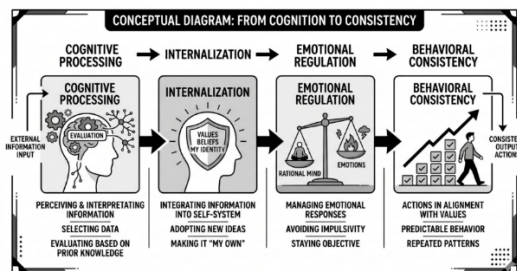 CONCEPTUAL DIAGRAM: FROM COGNITION TO CONSISTENCY
COGNITIVE
PROCESSING
INTERNALIZATION
EMOTIONAL
REGULATION
BEHAVIORAL
CONSISTENCY
EXTERNAL
INFORMATION
INPUT
COGNITIVE
PROCESSING
EVALUATION
PERCEIVING & INTERPRETATING
INFORMATION
SELECTING DATA
EVALUATING BASED ON
PRIOR KNOWLEDGE
INTERNALIZATION
VALUES
BELIEFS
MY IDENTITY
INTEGRATING INFORMATION
INTO SELF-SYSTEM
ADOPTING NEW IDEAS
MAKING IT "MY OWN"
EMOTIONAL
REGULATION
RATIONAL MIND
EMOTIONS
MANAGING EMOTIONAL
RESPONSES
AVOIDING IMPULSIVITY
STAYING OBJECTIVE
BEHAVIORAL
CONSISTENCY
ACTIONS IN ALIGNMENT
WITH VALUES
PREDICTABLE BEHAVIOR
REPEATED PATTERNS
CONSISTE
OUTPUT
ACTIONS